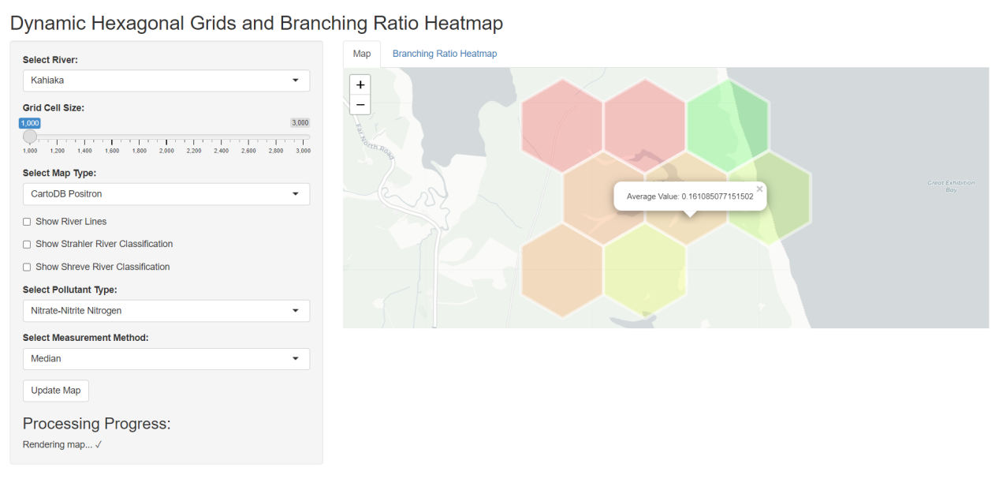 Dynamic Hexagonal Grids and Branching Ratio Heatmap
Select River:
Kahiaka
Grid Cell Size:
1,000 3,000
1,000 1,200 1,400 1,600 1,800 2,000 2,200 2,400 2,600 2,800 3,000
Select Map Type:
CartoDB Positron
Show River Lines
Show Strahler River Classification
Show Shreve River Classification
Select Pollutant Type:
Nitrate-Nitrite Nitrogen
Select Measurement Method:
Median
Update Map
Processing Progress:
Rendering map... ✓
Map Branching Ratio Heatmap
+
−
Far North Road
Average Value: 0.161085077151502 ×
Great Exhibition
Bay